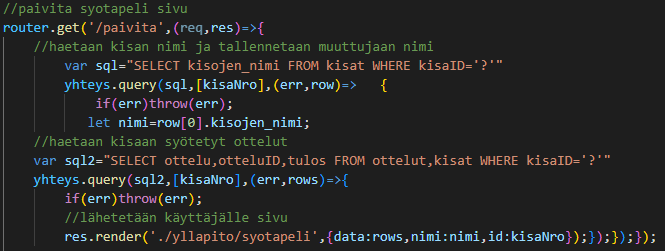 //paivita syotapeli sivu
router.get('/paivita',(req,res)=>{
//haetaan kisan nimi ja tallennetaan muuttujaan nimi
var sql="SELECT kisojen_nimi FROM kisat WHERE kisaID='?'"
yhteys.query(sql,[kisaNro],(err,row)=> {
if(err)throw(err);
let nimi=row[0].kisojen_nimi;
//haetaan kisaan syötetyt ottelut
var sql2="SELECT ottelu,otteluID,tulos FROM ottelut,kisat WHERE kisaID='?'"
yhteys.query(sql2,[kisaNro],(err,rows)=>{
if(err)throw(err);
//lähetetään käyttäjälle sivu
res.render('./yllapito/syotapeli',{data:rows,nimi:nimi,id:kisaNro});});});});